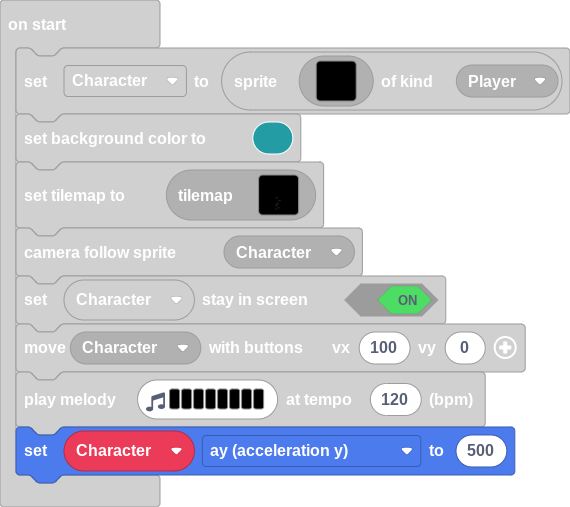 on start
set Character to sprite of kind Player
set background color to
set tilemap to tilemap
camera follow sprite Character
set Character stay in screen ON
move Character with buttons vx 100 vy 0
play melody at tempo 120 (bpm)
set Character ay (acceleration y) to 500